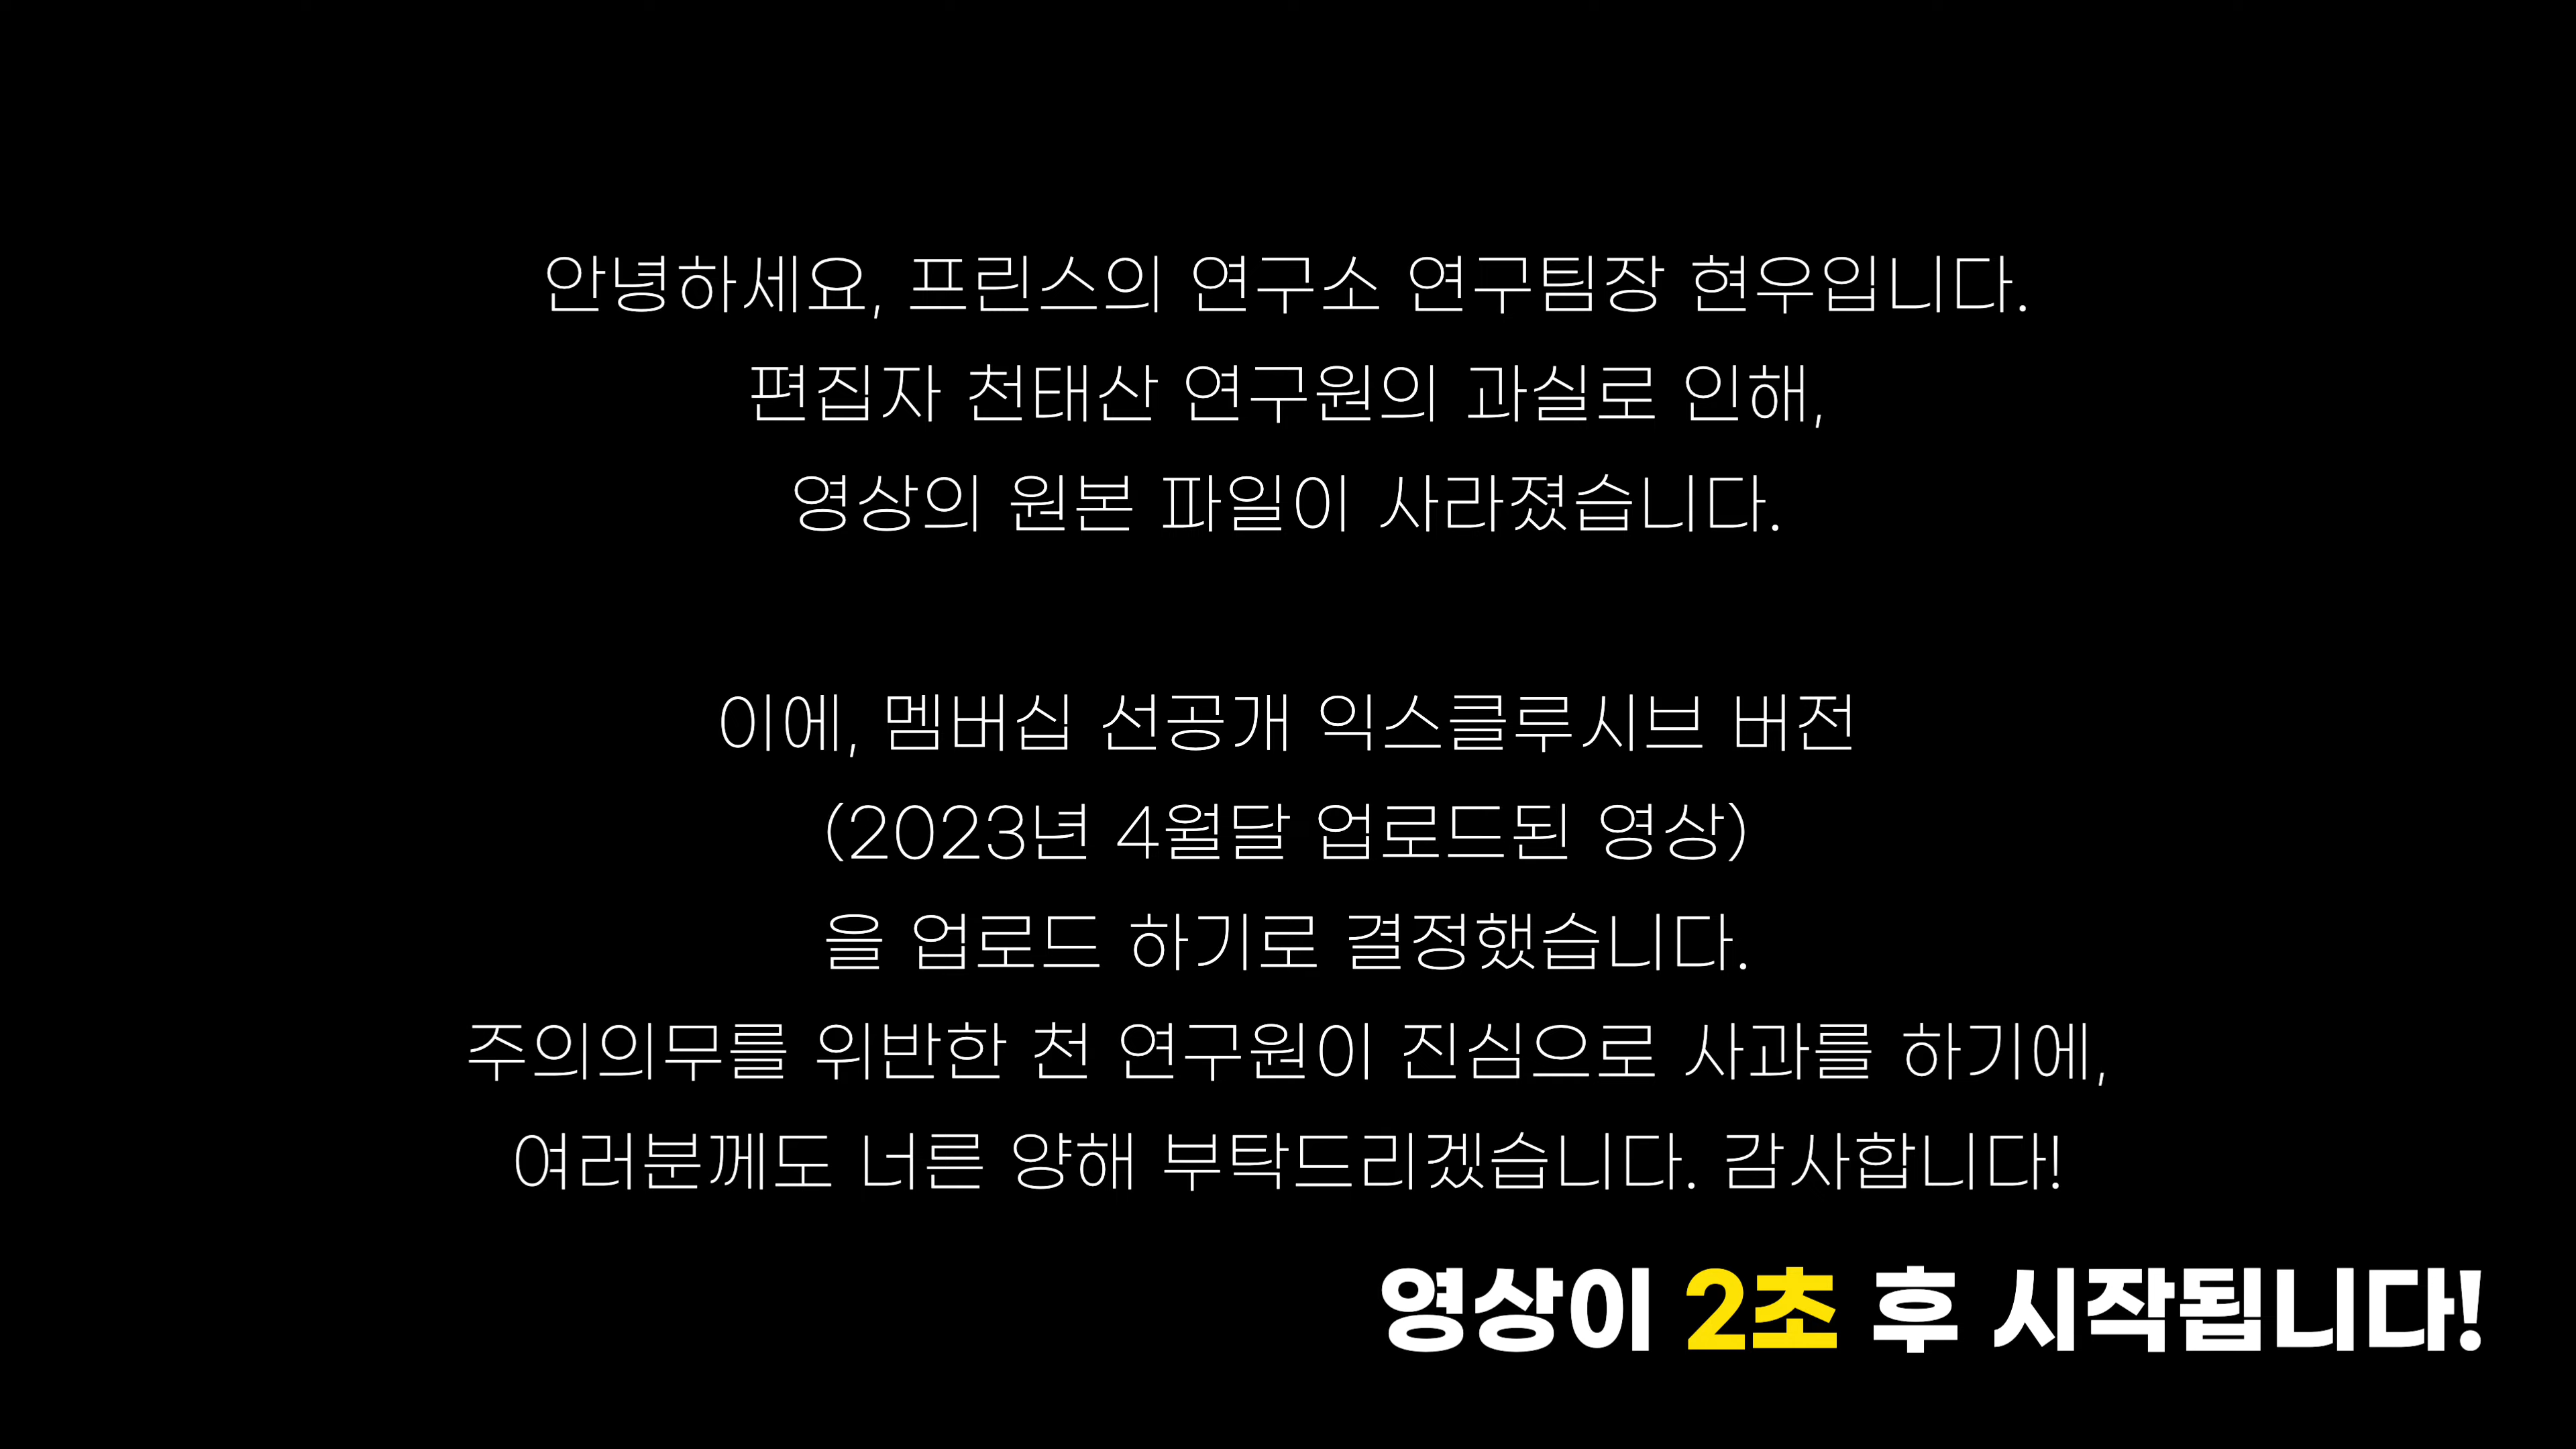 안녕하세요, 프린스의 연구소 연구팀장 현우입니다.
편집자 천태산 연구원의 과실로 인해,
영상의 원본 파일이 사라졌습니다.
이에, 멤버십 선공개 익스클루시브 버전
(2023년 4월달 업로드된 영상)
을 업로드 하기로 결정했습니다.
주의의무를 위반한 천 연구원이 진심으로 사과를 하기에,
여러분께도 너른 양해 부탁드리겠습니다. 감사합니다!
영상이 2초 후 시작됩니다!